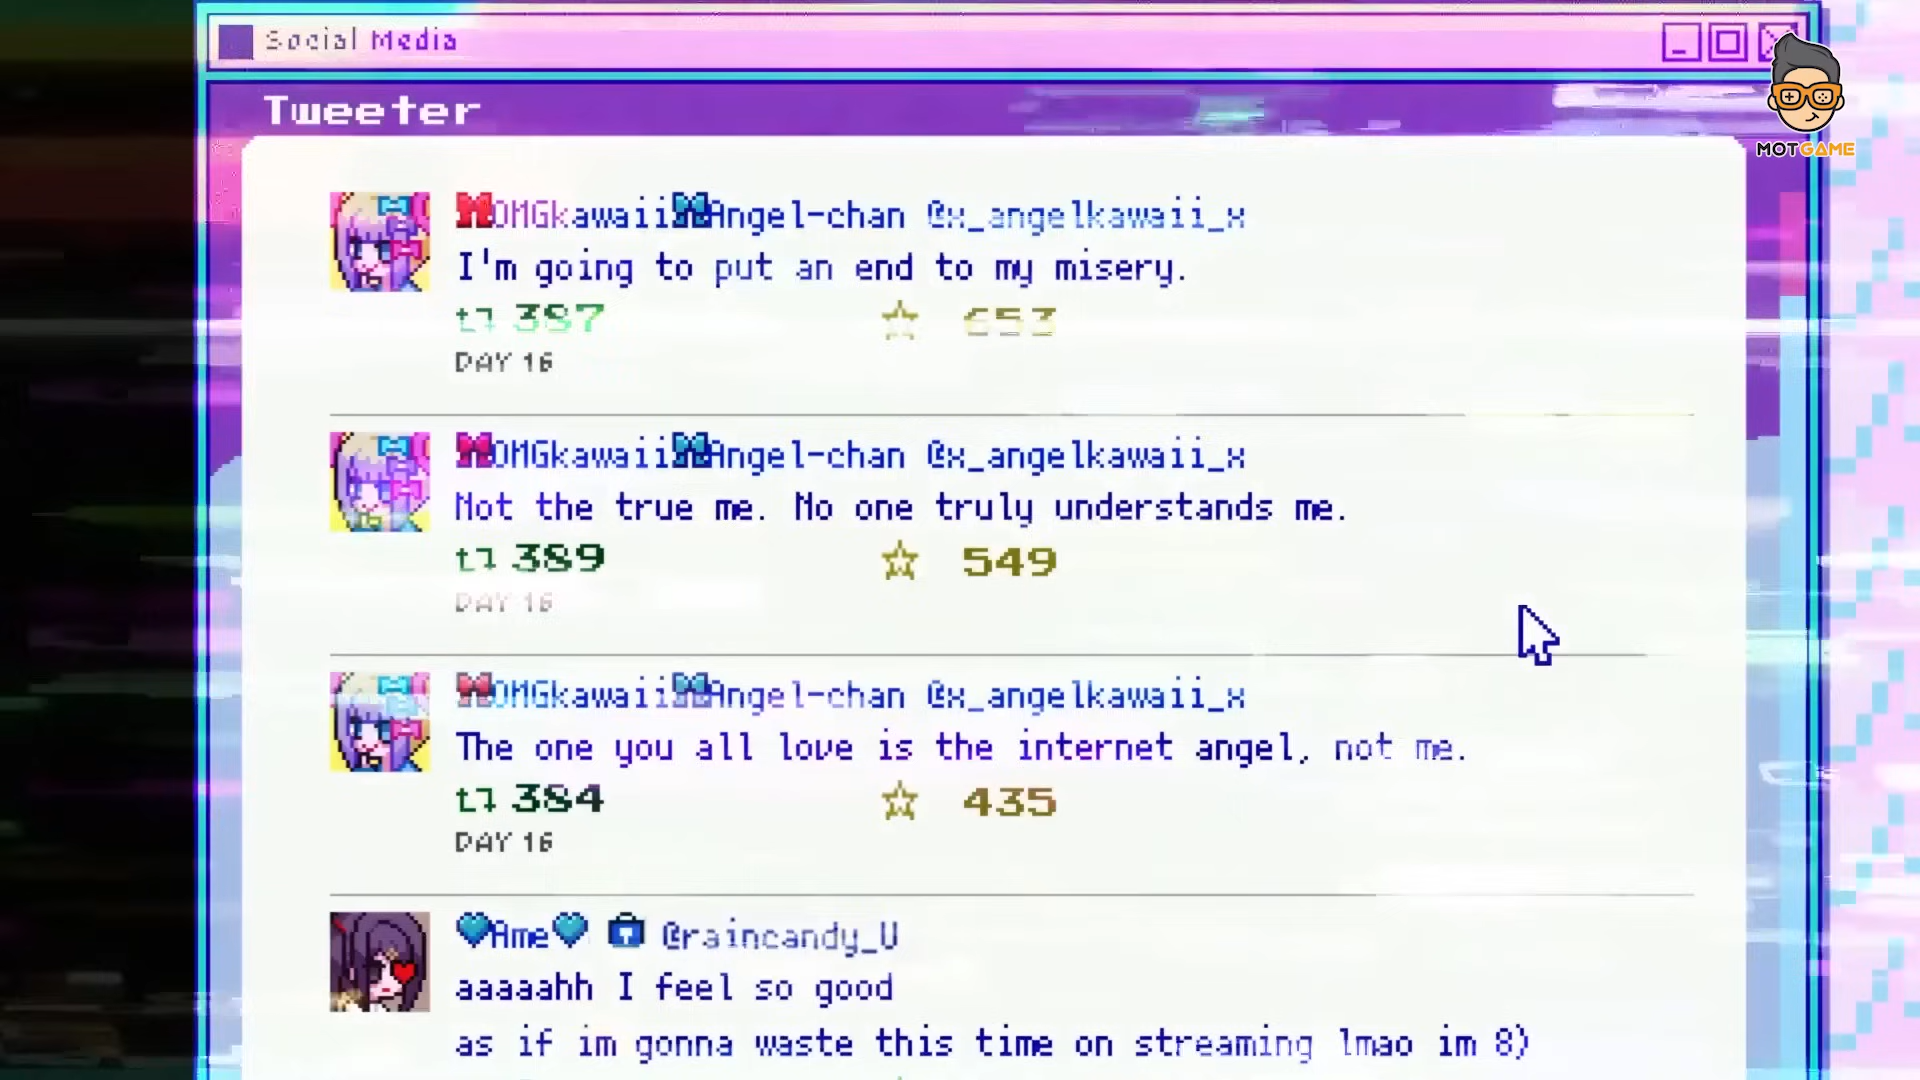 Social Media
MOTGAME
Tweeter
OMGkawaiiAngel-chan @x_angelkawaii_x
I'm going to put an end to my misery.
387 653
DAY 16
OMGkawaiiAngel-chan @x_angelkawaii_x
Not the true me. No one truly understands me.
389 549
DAY 16
OMGkawaiiAngel-chan @x_angelkawaii_x
The one you all love is the internet angel, not me.
384 435
DAY 16
Ame @raincandy_U
aaaaahh I feel so good
as if im gonna waste this time on streaming lmao im 8)